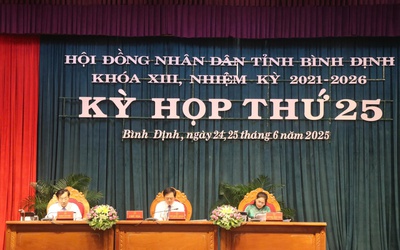 HỘI ĐỒNG NHÂN DÂN TỈNH BÌNH ĐỊNH
KHÓA XIII, NHIỆM KỲ 2021-2026
KỲ HỌP THỨ 25
Bình Định, ngày 24, 25 tháng 6 năm 2025